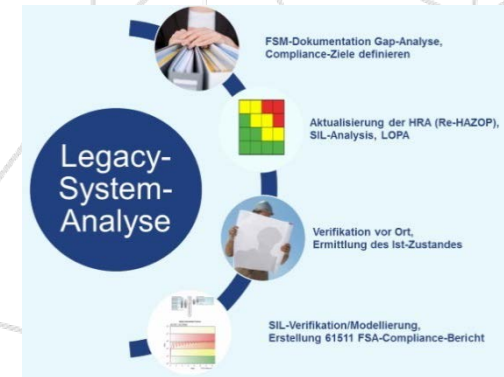 FSM-Dokumentation Gap-Analyse,
Compliance-Ziele definieren
Aktualisierung der HRA (Re-HAZOP),
SIL-Analysis, LOPA
Legacy-
System-
Analyse
Verifikation vor Ort,
Ermittlung des Ist-Zustandes
SIL-Verifikation/Modellierung,
Erstellung 61511 FSA-Compliance-Bericht